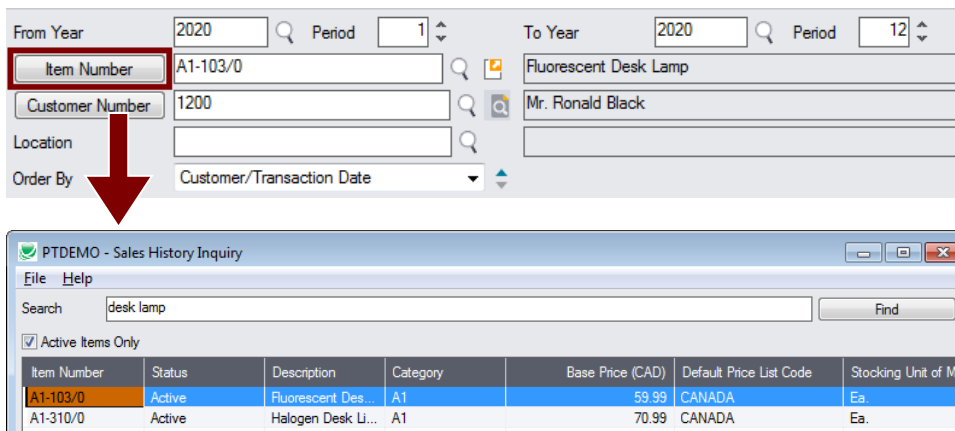 From Year 2020 Period 1 To Year 2020 Period 12
Item Number A1-103/0 Fluorescent Desk Lamp
Customer Number 1200 Mr. Ronald Black
Location
Order By Customer/Transaction Date
PTDEMO - Sales History Inquiry
File Help
Search desk lamp Find
Active Items Only
Item Number Status Description Category Base Price (CAD) Default Price List Code Stocking Unit of M
A1-103/0 Active Fluorescent Des... A1 59.99 CANADA Ea.
A1-310/0 Active Halogen Desk Li... A1 70.99 CANADA Ea.